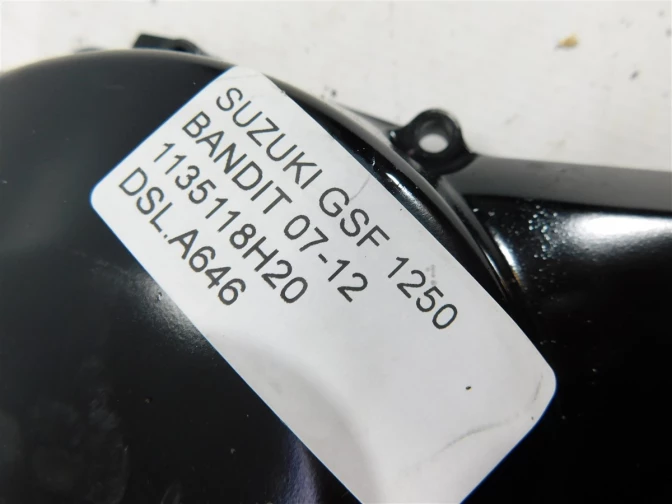 SUZUKI GSF 1250
BANDIT 07-12
1135118H20
DSL.A646